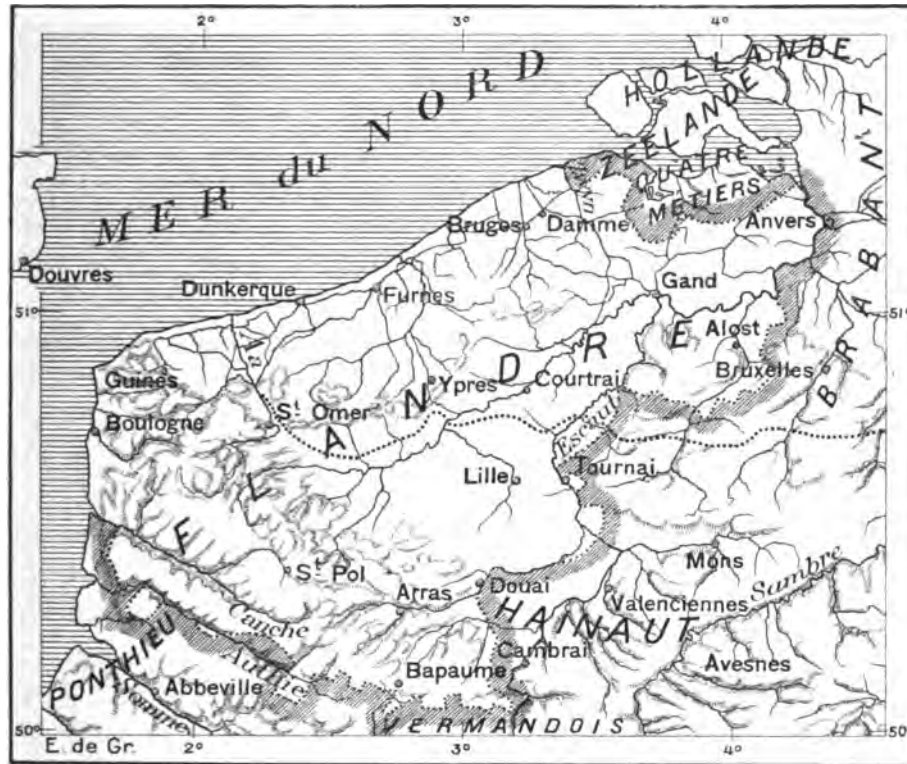 2° 3° 4°
HOLLANDE
MER du NORD
ZEELANDE
QUATRE
METIERS
BRABANT
Bruges
Damme
Anvers
Douvres
Dunkerque
Furnes
Gand
51° 51°
Aa
Alost
Guines
Ypres
Courtrai
Bruxelles
FLANDRE
St Omer
Boulogne
Escaut
Lille
Tournai
St Pol
Arras
Douai
Mons
Sambre
Canche
HAINAUT
Valenciennes
Authie
Cambrai
PONTHIEU
Abbeville
Bapaume
Avesnes
Somme
VERMANDOIS
50° 50°
E. de Gr.
2° 3° 4°